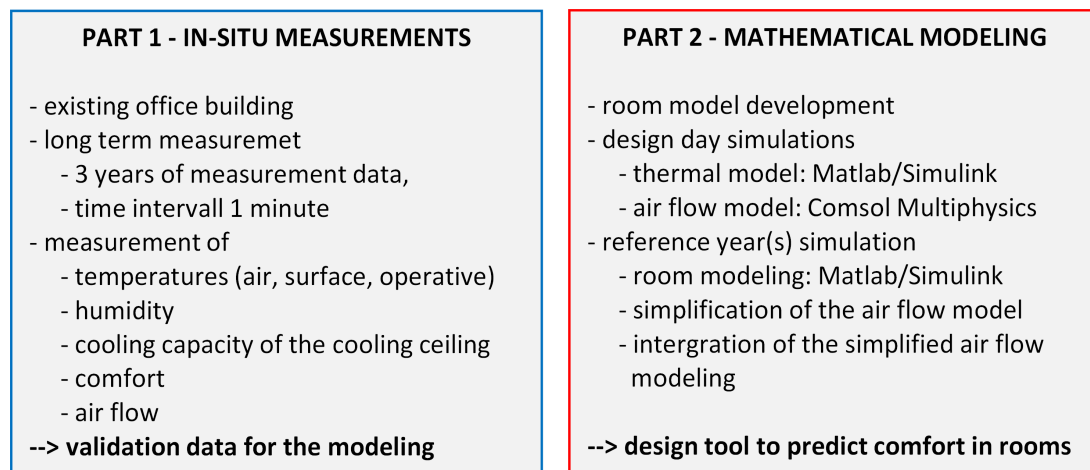 PART 1 - IN-SITU MEASUREMENTS
- existing office building
- long term measuremet
- 3 years of measurement data,
- time intervall 1 minute
- measurement of
- temperatures (air, surface, operative)
- humidity
- cooling capacity of the cooling ceiling
- comfort
- air flow
--> validation data for the modeling
PART 2 - MATHEMATICAL MODELING
- room model development
- design day simulations
- thermal model: Matlab/Simulink
- air flow model: Comsol Multiphysics
- reference year(s) simulation
- room modeling: Matlab/Simulink
- simplification of the air flow model
- intergration of the simplified air flow
modeling
--> design tool to predict comfort in rooms